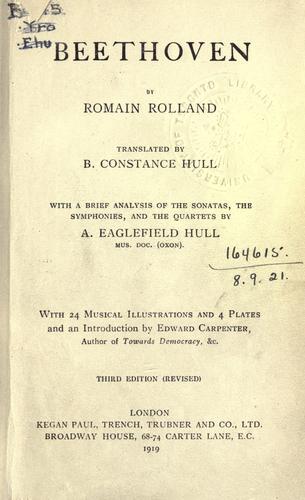 BEETHOVEN
BY
ROMAIN ROLLAND
TRANSLATED BY
B. CONSTANCE HULL
WITH A BRIEF ANALYSIS OF THE SONATAS, THE
SYMPHONIES, AND THE QUARTETS BY
A. EAGLEFIELD HULL
MUS. DOC. (OXON).
164615.
8.9.21.
WITH 24 MUSICAL ILLUSTRATIONS AND 4 PLATES
AND AN INTRODUCTION BY EDWARD CARPENTER,
Author of Towards Democracy, &c.
THIRD EDITION (REVISED)
LONDON
KEGAN PAUL, TRENCH, TRUBNER AND CO., LTD.
BROADWAY HOUSE, 68-74 CARTER LANE, E.C.
1919